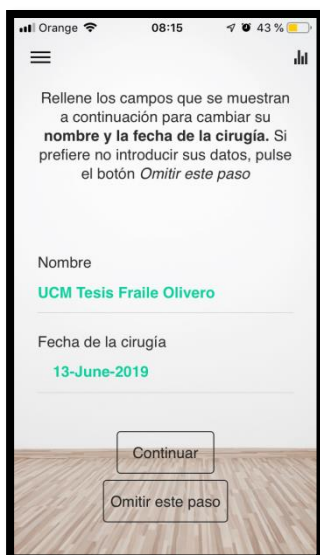 Orange 08:15 43 %
Rellene los campos que se muestran
a continuación para cambiar su
nombre y la fecha de la cirugía. Si
prefiere no introducir sus datos, pulse
el botón Omitir este paso
Nombre
UCM Tesis Fraile Olivero
Fecha de la cirugía
13-June-2019
Continuar
Omitir este paso